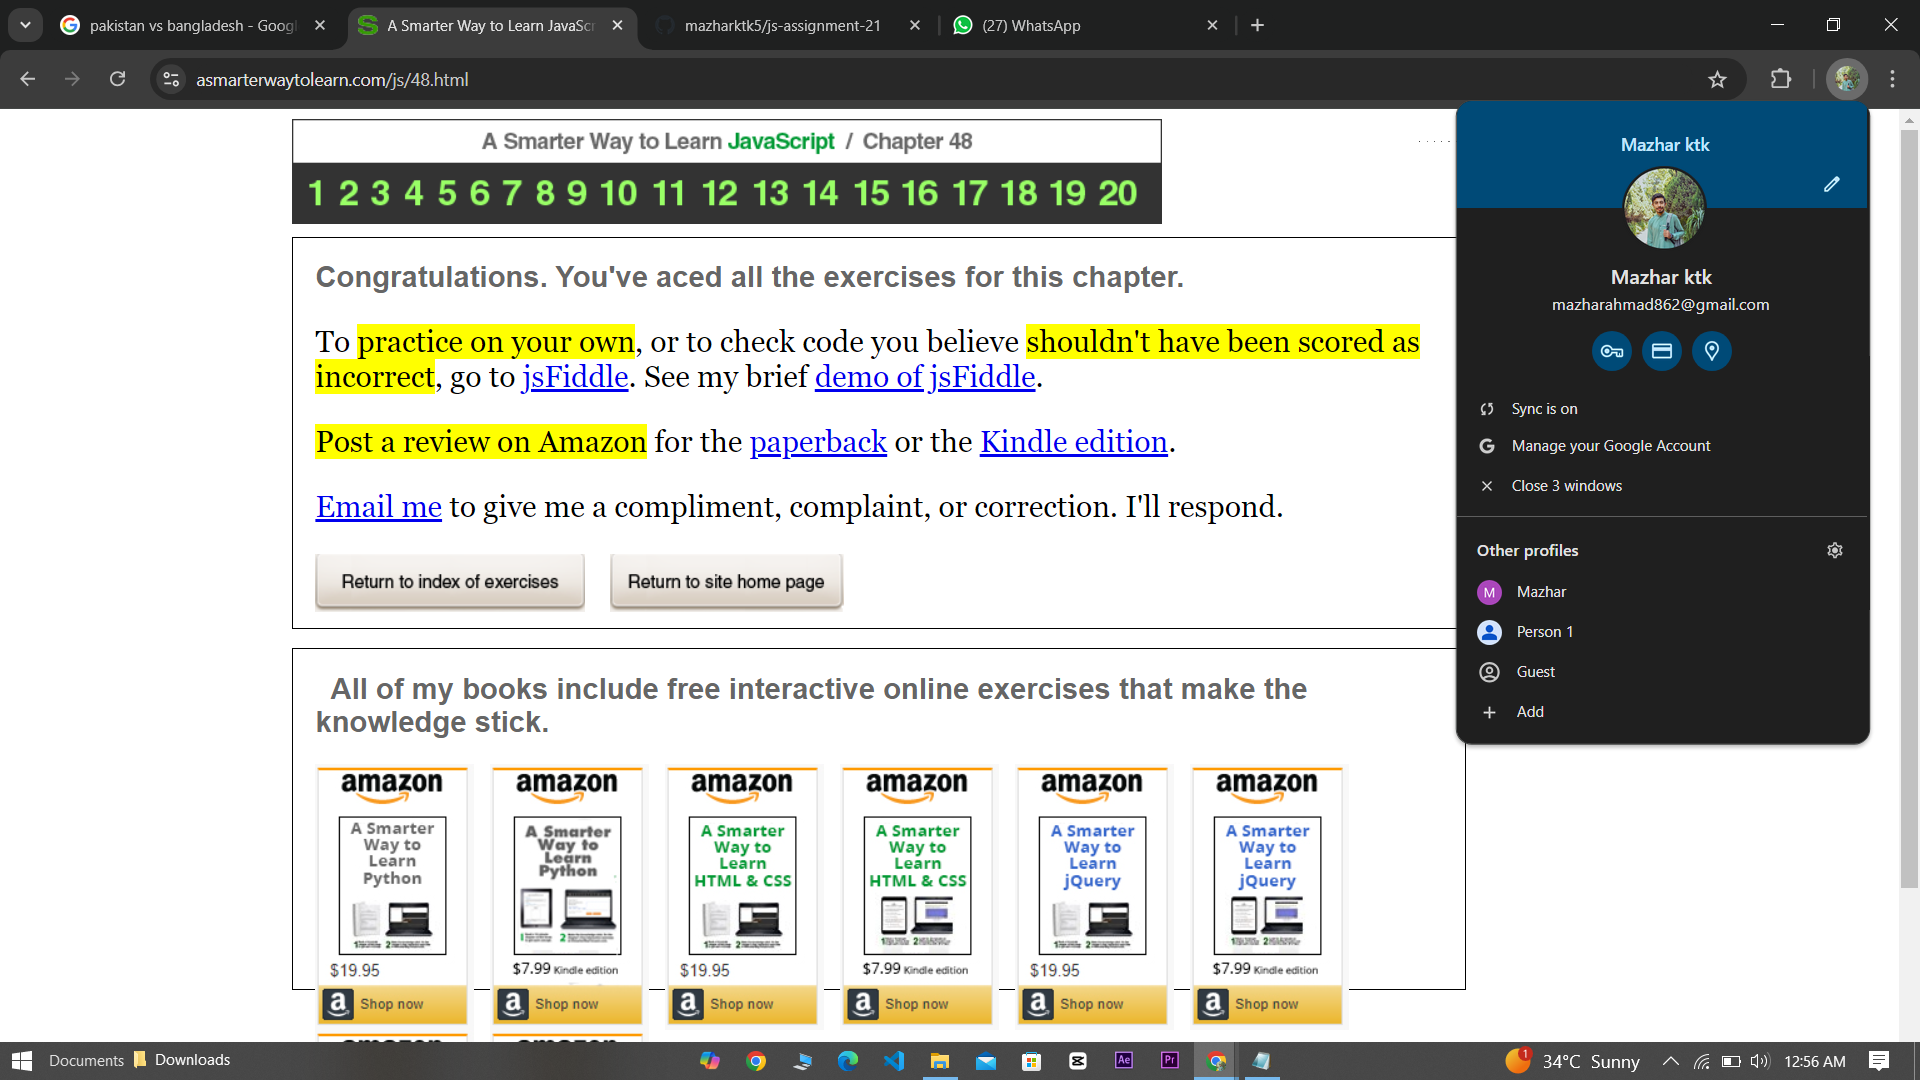 pakistan vs bangladesh - Googl
A Smarter Way to Learn JavaScr
mazharktk5/js-assignment-21
(27) WhatsApp
asmarterwaytolearn.com/js/48.html
A Smarter Way to Learn JavaScript / Chapter 48
1 2 3 4 5 6 7 8 9 10 11 12 13 14 15 16 17 18 19 20
Congratulations. You've aced all the exercises for this chapter.
To practice on your own, or to check code you believe shouldn't have been scored as
incorrect, go to jsFiddle. See my brief demo of jsFiddle.
Post a review on Amazon for the paperback or the Kindle edition.
Email me to give me a compliment, complaint, or correction. I'll respond.
Return to index of exercises
Return to site home page
Mazhar ktk
Mazhar ktk
mazharahmad862@gmail.com
Sync is on
G Manage your Google Account
Close 3 windows
Other profiles
M Mazhar
Person 1
Guest
Add
All of my books include free interactive online exercises that make the
knowledge stick.
amazon
A Smarter
Way to
Learn
Python
$19.95
a Shop now
amazon
A Smarter
Way to
Learn
Python
$7.99 Kindle edition
a Shop now
amazon
A Smarter
Way to
Learn
HTML & CSS
$19.95
a Shop now
amazon
A Smarter
Way to
Learn
HTML & CSS
$7.99 Kindle edition
a Shop now
amazon
A Smarter
Way to
Learn
jQuery
$19.95
a Shop now
amazon
A Smarter
Way to
Learn
jQuery
$7.99 Kindle edition
a Shop now
Documents
Downloads
Ae
Pr
1
34°C Sunny
12:56 AM